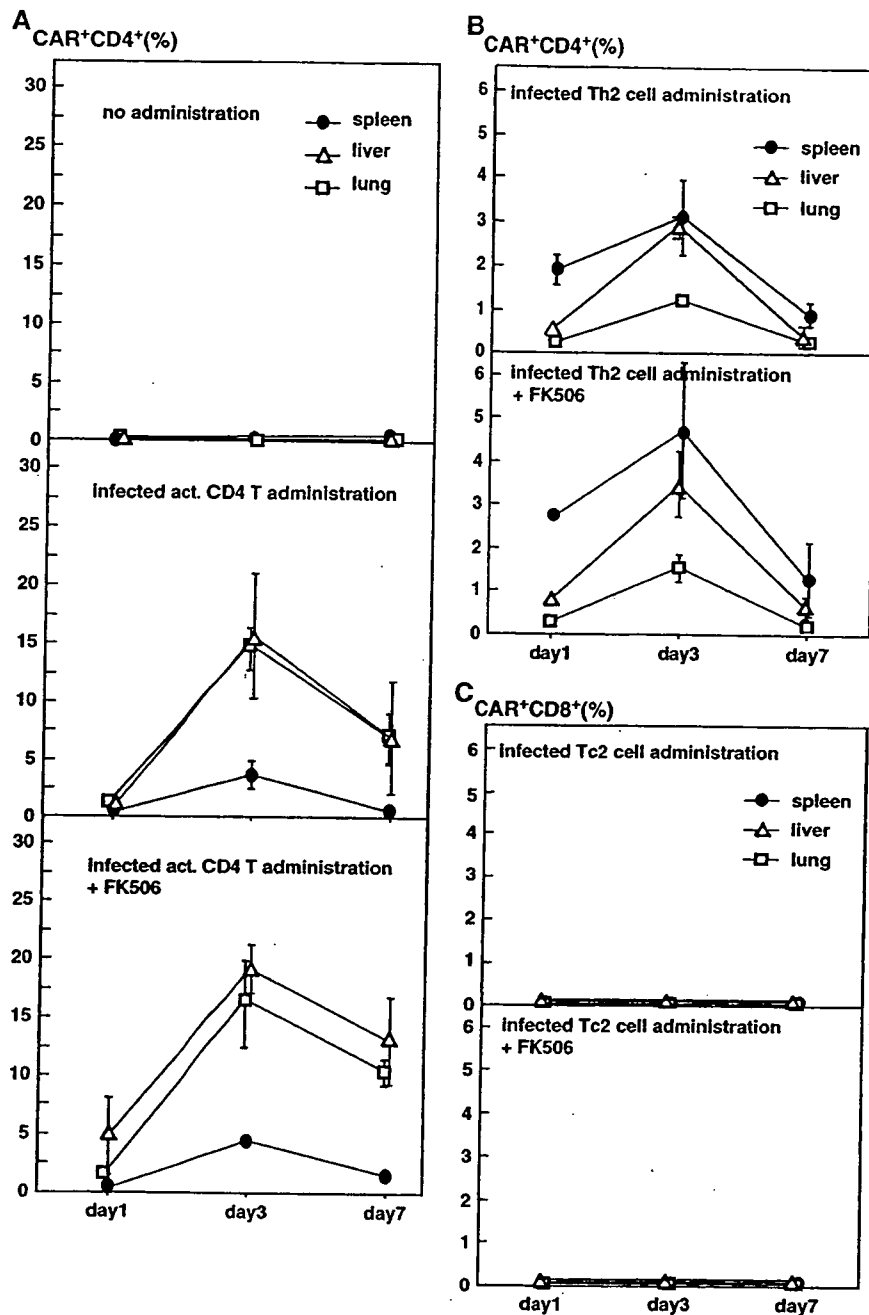 A
CAR⁺CD4⁺(%)
30
25
20
15
10
5
0
no administration
spleen
liver
lung
30
25
20
15
10
5
0
infected act. CD4 T administration
30
25
20
15
10
5
0
infected act. CD4 T administration
+ FK506
day1 day3 day7
B
CAR⁺CD4⁺(%)
6
5
4
3
2
1
0
infected Th2 cell administration
spleen
liver
lung
6
5
4
3
2
1
0
infected Th2 cell administration
+ FK506
day1 day3 day7
C
CAR⁺CD8⁺(%)
6
5
4
3
2
1
0
infected Tc2 cell administration
spleen
liver
lung
6
5
4
3
2
1
0
infected Tc2 cell administration
+ FK506
day1 day3 day7